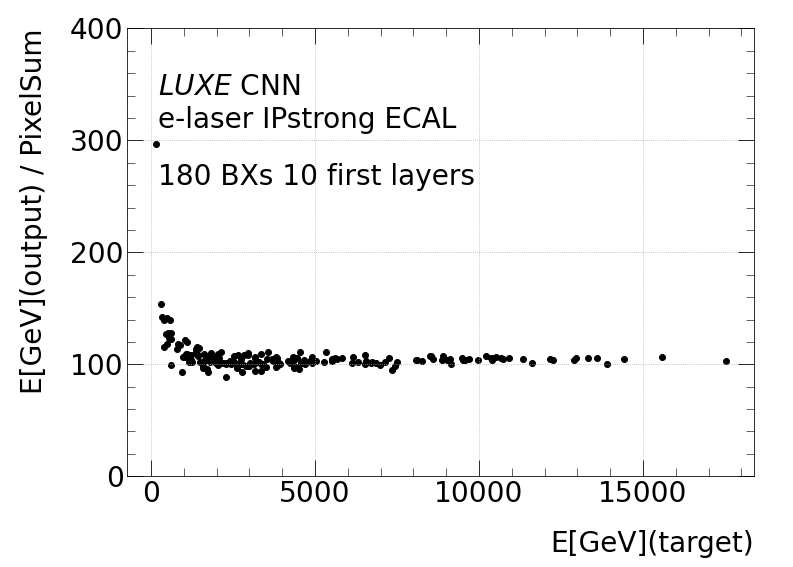 400
300
200
100
0
E[GeV](output) / PixelSum
LUXE CNN
e-laser IPstrong ECAL
180 BXs 10 first layers
0 5000 10000 15000
E[GeV](target)